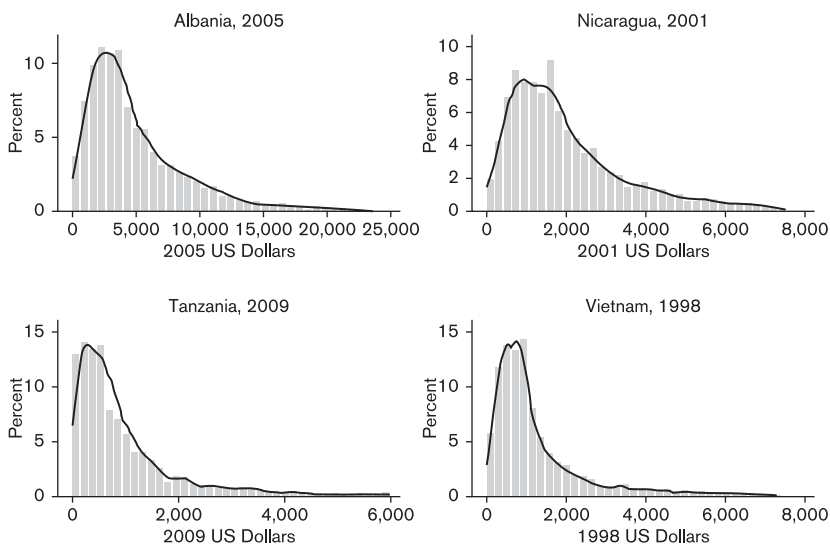 Albania, 2005
Percent
10
5
0
0 5,000 10,000 15,000 20,000 25,000
2005 US Dollars
Nicaragua, 2001
Percent
10
8
6
4
2
0
0 2,000 4,000 6,000 8,000
2001 US Dollars
Tanzania, 2009
Percent
15
10
5
0
0 2,000 4,000 6,000
2009 US Dollars
Vietnam, 1998
Percent
15
10
5
0
0 2,000 4,000 6,000 8,000
1998 US Dollars